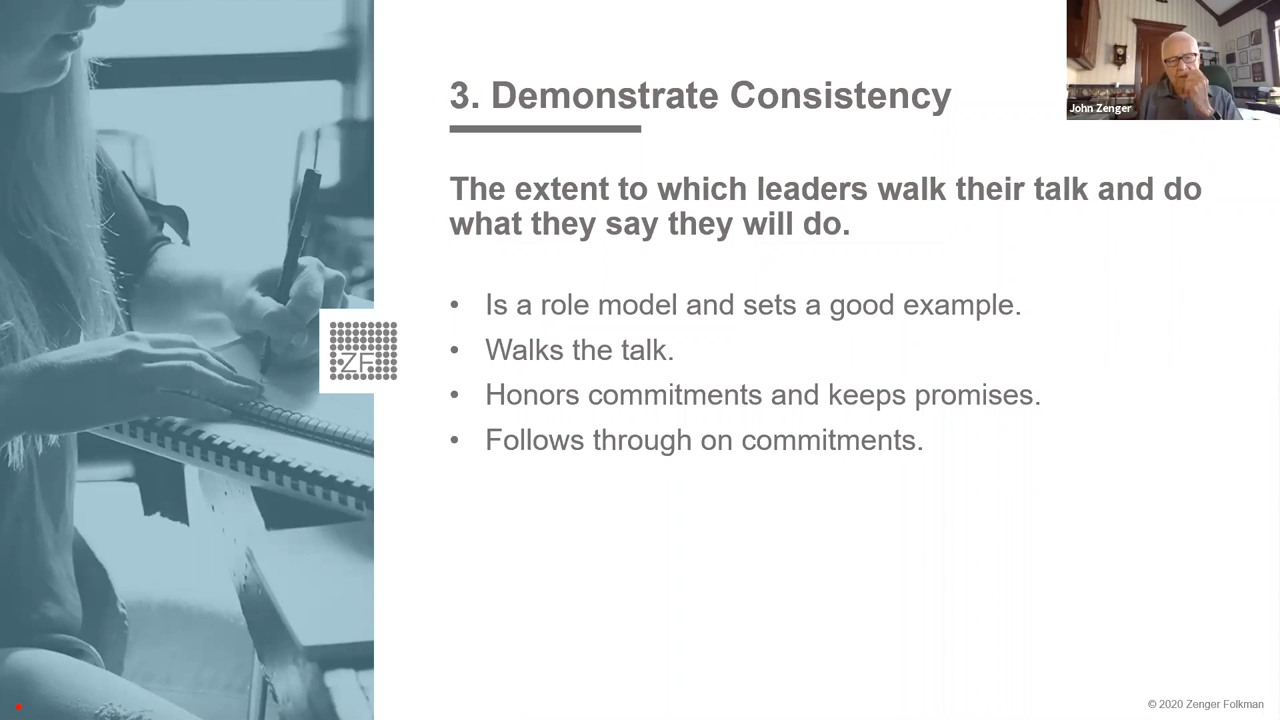 3. Demonstrate Consistency
John Zenger
The extent to which leaders walk their talk and do
what they say they will do.
• Is a role model and sets a good example.
• Walks the talk.
• Honors commitments and keeps promises.
• Follows through on commitments.
ZF
© 2020 Zenger Folkman